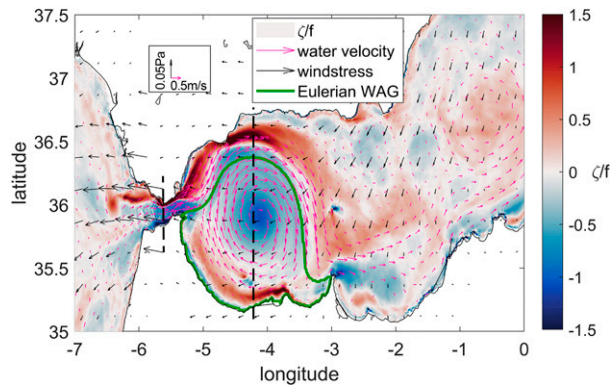 37.5
37
36.5
36
35.5
35
latitude
-7
-6
-5
-4
-3
-2
-1
0
longitude
0.05Pa
0.5m/s
ζ/f
water velocity
windstress
Eulerian WAG
1.5
1
0.5
0
-0.5
-1
-1.5
ζ/f